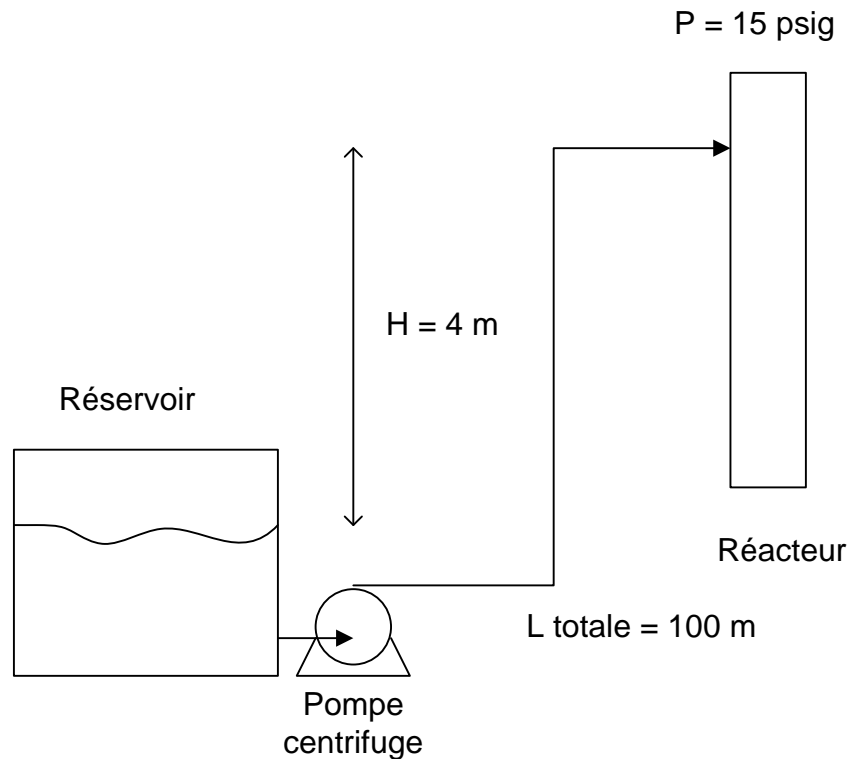 P = 15 psig
H = 4 m
Réservoir
Réacteur
L totale = 100 m
Pompe
centrifuge